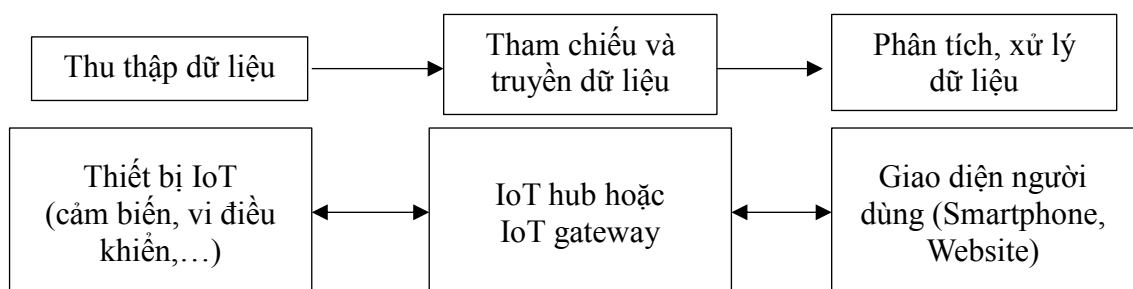 Thu thập dữ liệu
Tham chiếu và
truyền dữ liệu
Phân tích, xử lý
dữ liệu
Thiết bị IoT
(cảm biến, vi điều
khiển,…)
IoT hub hoặc
IoT gateway
Giao diện người
dùng (Smartphone,
Website)